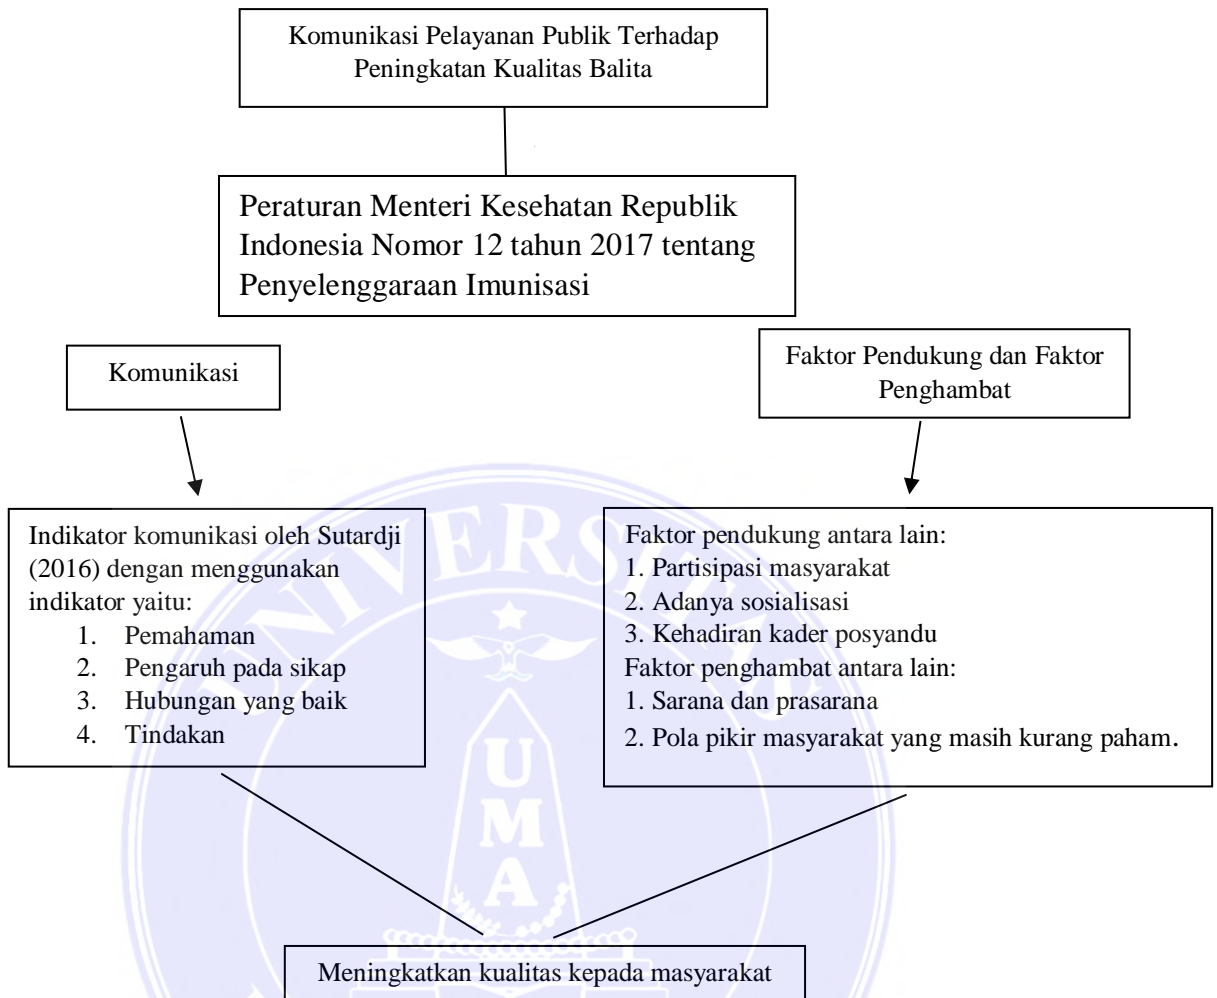 Komunikasi Pelayanan Publik Terhadap
Peningkatan Kualitas Balita
Peraturan Menteri Kesehatan Republik
Indonesia Nomor 12 tahun 2017 tentang
Penyelenggaraan Imunisasi
Komunikasi
Faktor Pendukung dan Faktor
Penghambat
Indikator komunikasi oleh Sutardji
(2016) dengan menggunakan
indikator yaitu:
1. Pemahaman
2. Pengaruh pada sikap
3. Hubungan yang baik
4. Tindakan
Faktor pendukung antara lain:
1. Partisipasi masyarakat
2. Adanya sosialisasi
3. Kehadiran kader posyandu
Faktor penghambat antara lain:
1. Sarana dan prasarana
2. Pola pikir masyarakat yang masih kurang paham.
UNIVERSITAS
UMA
Meningkatkan kualitas kepada masyarakat